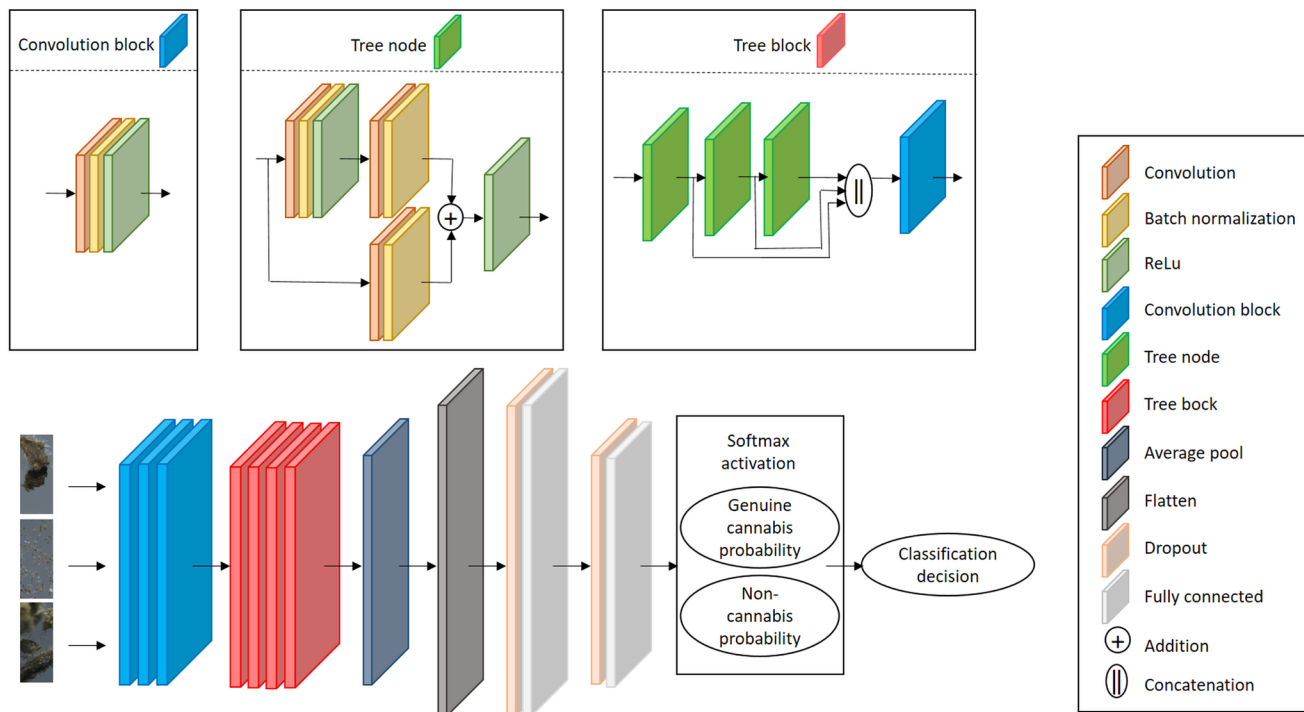 Convolution block
Tree node
Tree block
+
||
Convolution
Batch normalization
ReLu
Convolution block
Tree node
Tree bock
Average pool
Flatten
Dropout
Fully connected
+
Addition
||
Concatenation
Softmax
activation
Genuine
cannabis
probability
Non-
cannabis
probability
Classification
decision